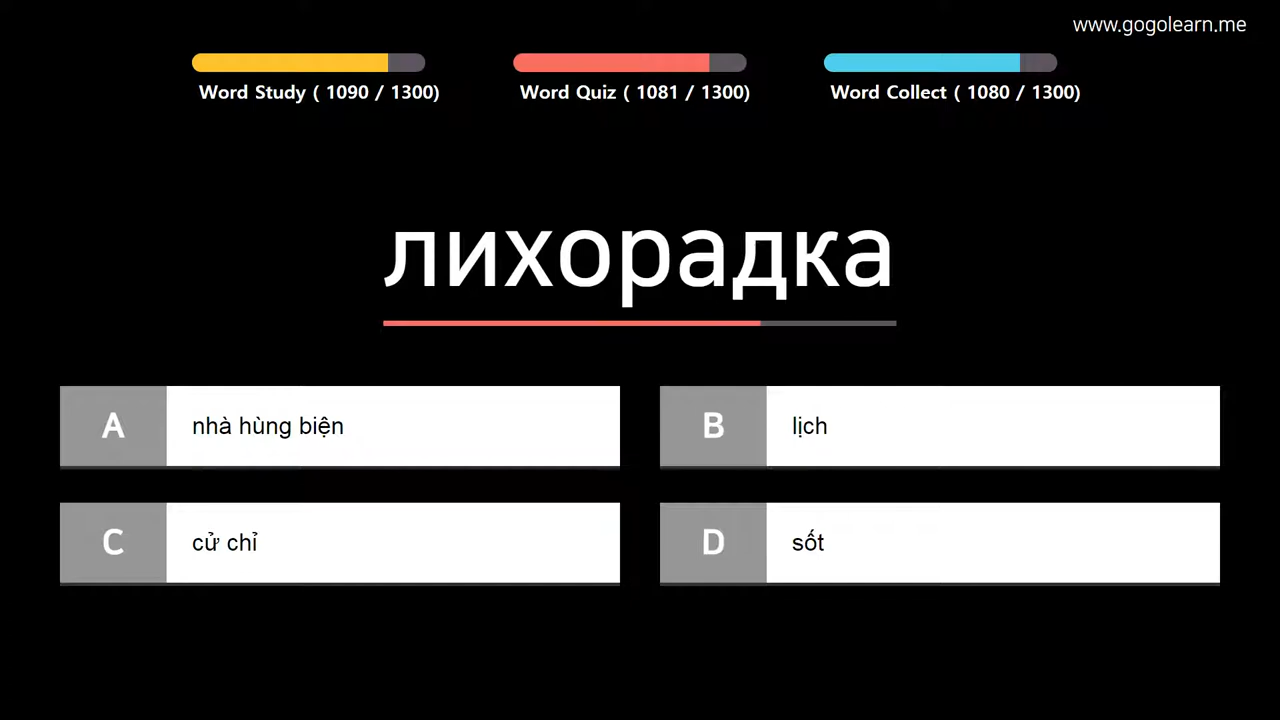 www.gogolearn.me
Word Study ( 1090 / 1300)
Word Quiz ( 1081 / 1300)
Word Collect ( 1080 / 1300)
лихорадка
A nhà hùng biện
B lịch
C cử chỉ
D sốt